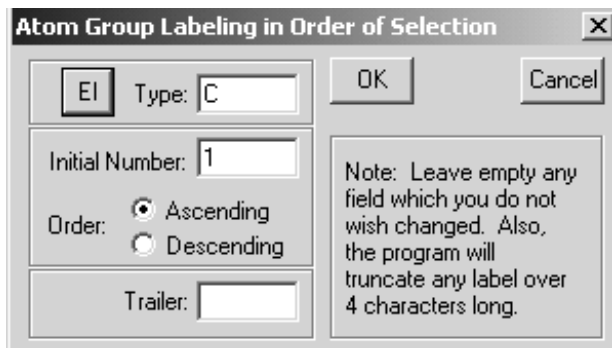 Atom Group Labeling in Order of Selection
El Type: C
OK
Cancel
Initial Number: 1
Order: Ascending
Descending
Trailer:
Note: Leave empty any
field which you do not
wish changed. Also,
the program will
truncate any label over
4 characters long.